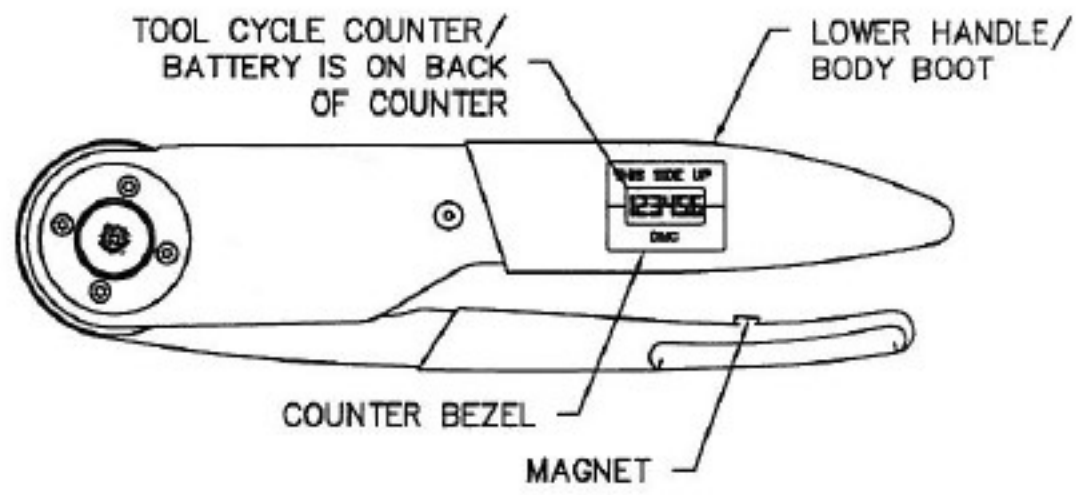 TOOL CYCLE COUNTER/
BATTERY IS ON BACK
OF COUNTER
LOWER HANDLE/
BODY BOOT
THIS SIDE UP
123456
DMC
COUNTER BEZEL
MAGNET